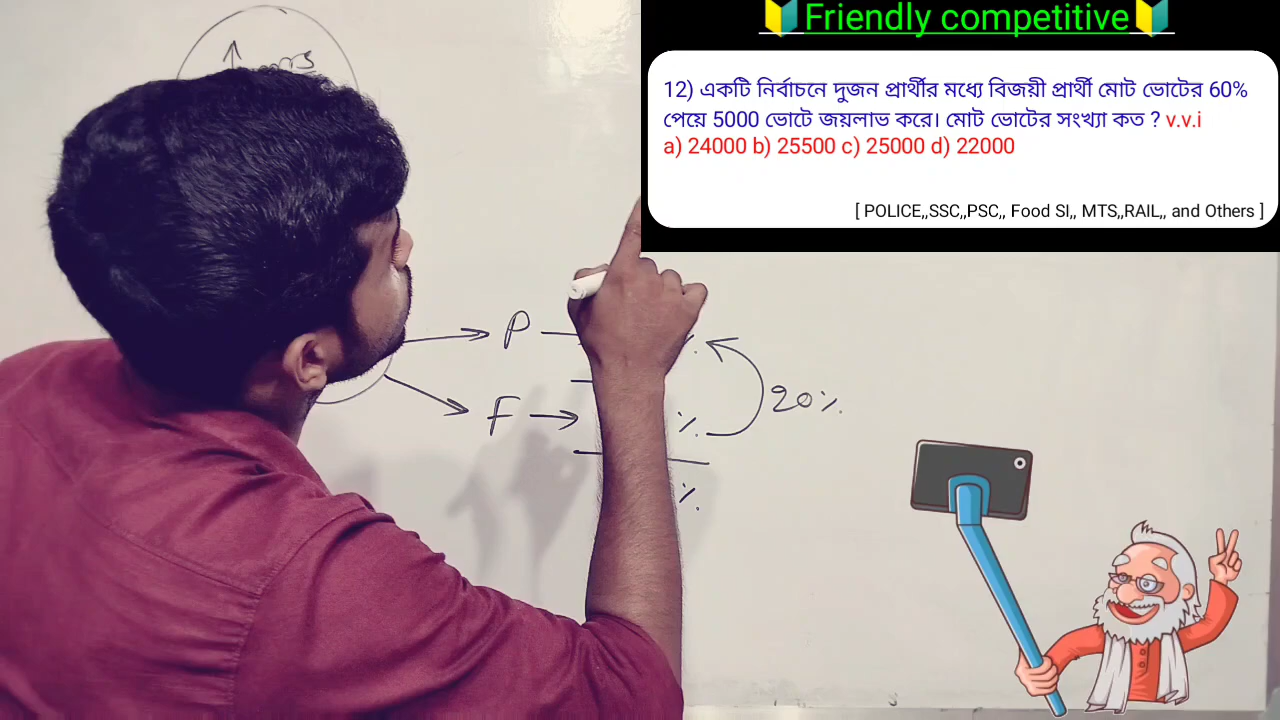 🔰Friendly competitive🔰
12) একটি নির্বাচনে দুজন প্রার্থীর মধ্যে বিজয়ী প্রার্থী মোট ভোটের 60%
পেয়ে 5000 ভোটে জয়লাভ করে। মোট ভোটের সংখ্যা কত ? v.v.i
a) 24000 b) 25500 c) 25000 d) 22000
[ POLICE,,SSC,,PSC,, Food SI,, MTS,,RAIL,, and Others ]
P
F
%
20%
%